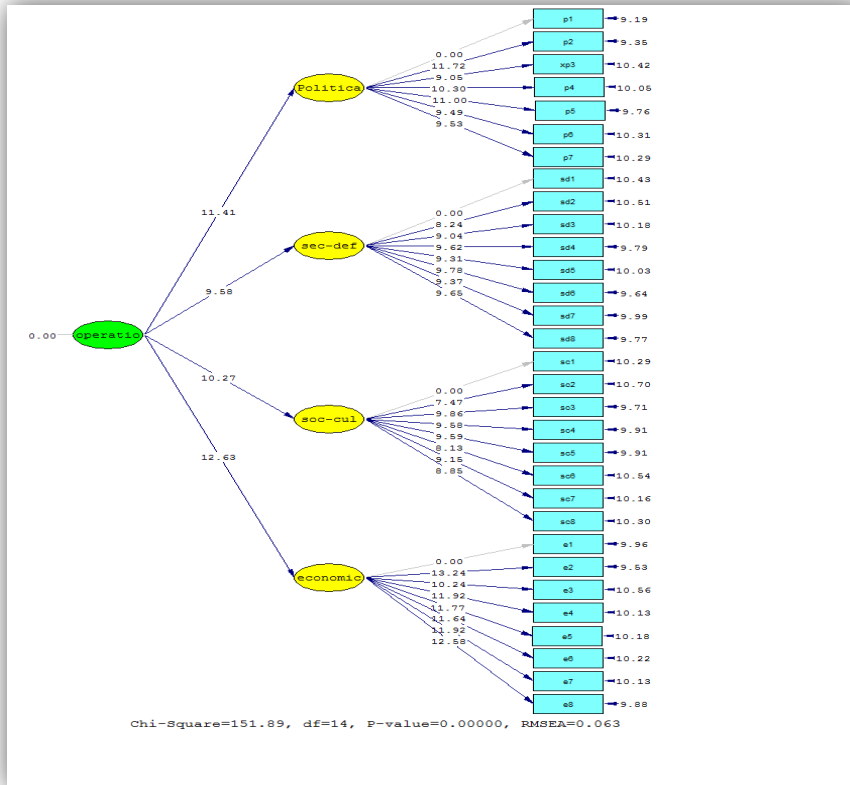 p1
9.19
p2
9.35
0.00
11.72
xp3
10.42
9.05
Politica
10.30
p4
10.05
11.00
p5
9.76
9.49
9.53
p6
10.31
p7
10.29
sd1
10.43
sd2
10.51
11.41
0.00
8.24
sd3
10.18
9.04
sec-def
9.62
sd4
9.79
9.31
9.78
sd5
10.03
9.37
9.65
9.58
sd6
9.64
sd7
9.99
0.00
operatio
sd8
9.77
sc1
10.29
10.27
0.00
sc2
10.70
7.47
9.86
sc3
9.71
soc-cul
9.58
sc4
9.91
9.59
sc5
9.91
8.13
9.15
12.63
8.85
sc6
10.54
sc7
10.16
sc8
10.30
e1
9.96
0.00
e2
9.53
13.24
economic
10.24
e3
10.56
11.92
e4
10.13
11.77
11.64
e5
10.18
11.92
12.58
e6
10.22
e7
10.13
e8
9.88
Chi-Square=151.89, df=14, P-value=0.00000, RMSEA=0.063